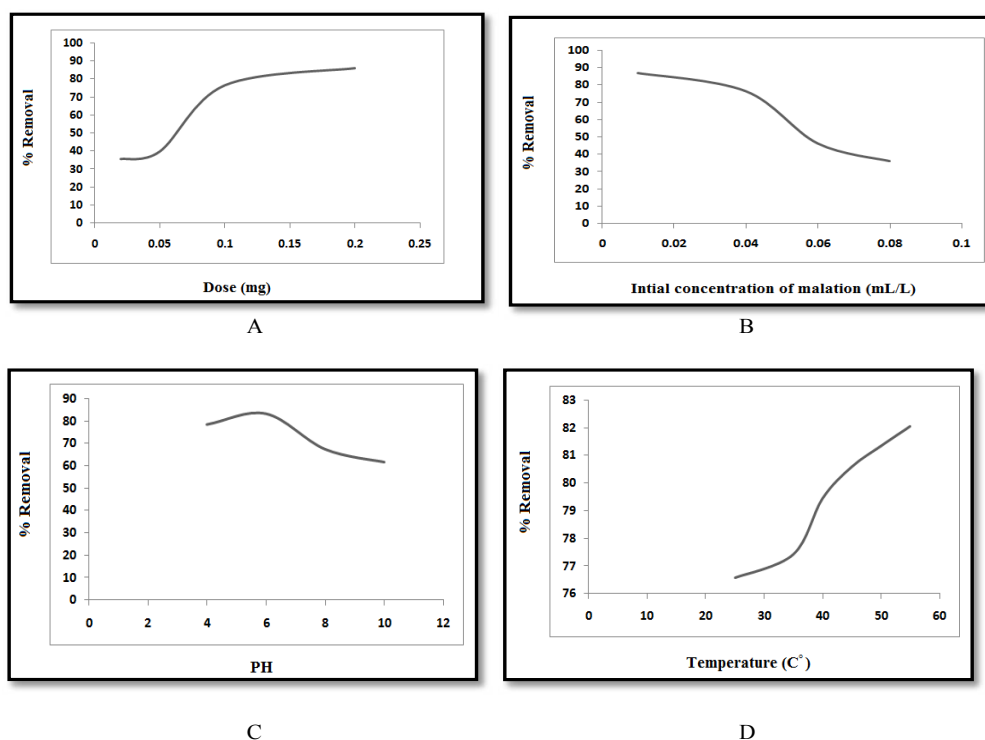 % Removal
100
90
80
70
60
50
40
30
20
10
0
0 0.05 0.1 0.15 0.2 0.25
Dose (mg)
A
% Removal
100
90
80
70
60
50
40
30
20
10
0
0 0.02 0.04 0.06 0.08 0.1
Intial concentration of malation (mL/L)
B
% Removal
90
80
70
60
50
40
30
20
10
0
0 2 4 6 8 10 12
PH
C
% Removal
83
82
81
80
79
78
77
76
0 10 20 30 40 50 60
Temperature (C°)
D